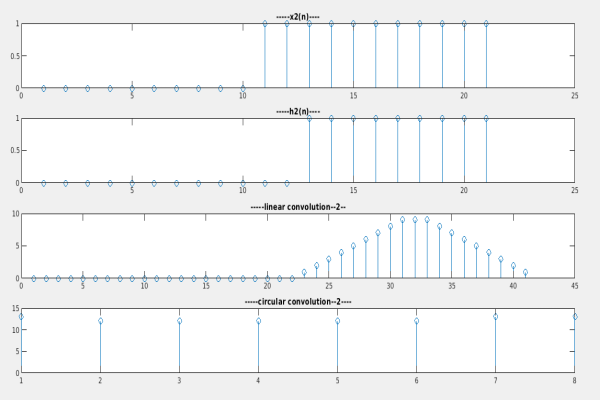 -----x2(n)----
1
0.5
0
0 5 10 15 20 25
-----h2(n)----
1
0.5
0
0 5 10 15 20 25
-----linear convolution--2--
10
5
0
0 5 10 15 20 25 30 35 40 45
-----circular convolution--2----
15
10
5
0
1 2 3 4 5 6 7 8